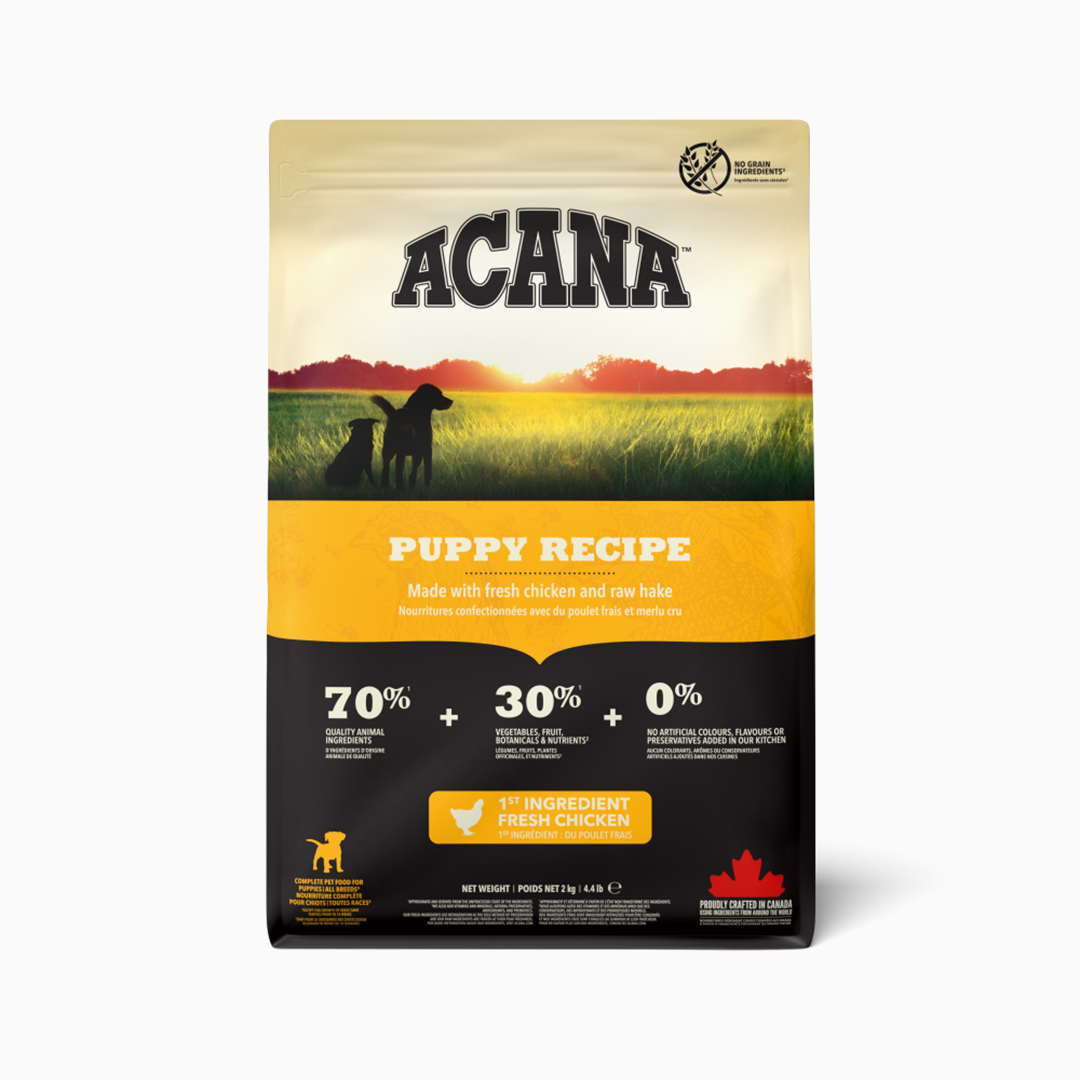 NO GRAIN
INGREDIENTS²
Ingrédients sans céréales²
ACANA™
PUPPY RECIPE
Made with fresh chicken and raw hake
Nourritures confectionnées avec du poulet frais et merlu cru
70%¹
QUALITY ANIMAL
INGREDIENTS
D'INGRÉDIENTS D'ORIGINE
ANIMALE DE QUALITÉ
+
30%¹
VEGETABLES, FRUIT,
BOTANICALS & NUTRIENTS²
LÉGUMES, FRUITS, PLANTES
OFFICINALES, ET NUTRIMENTS²
+
0%
NO ARTIFICIAL COLOURS, FLAVOURS OR
PRESERVATIVES ADDED IN OUR KITCHEN
AUCUN COLORANTS, ARÔMES OU CONSERVATEURS
ARTIFICIELS AJOUTÉS DANS NOS CUISINES
1ST INGREDIENT
FRESH CHICKEN
1ER INGRÉDIENT : DU POULET FRAIS
COMPLETE PET FOOD FOR
PUPPIES | ALL BREEDS*
NOURRITURE COMPLÈTE
POUR CHIOTS | TOUTES RACES*
NET WEIGHT | POIDS NET 2 kg | 4.4 lb ℮
PROUDLY CRAFTED IN CANADA
USING INGREDIENTS FROM AROUND THE WORLD